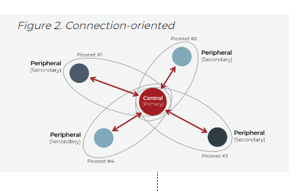 Figure 2. Connection-oriented
Piconet #2
Piconet #1
Peripheral
(Secondary)
Peripheral
(Secondary)
Central
(Primary)
Peripheral
(Secondary)
Peripheral
(Secondary)
Piconet #3
Piconet #4